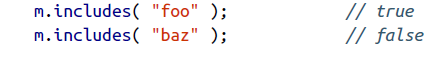 m.includes( "foo" ); // true
m.includes( "baz" ); // false